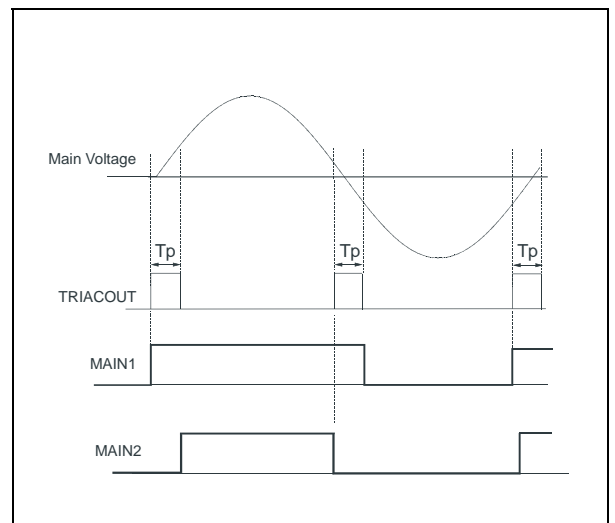 Main Voltage
Tp
Tp
Tp
TRIACOUT
MAIN1
MAIN2